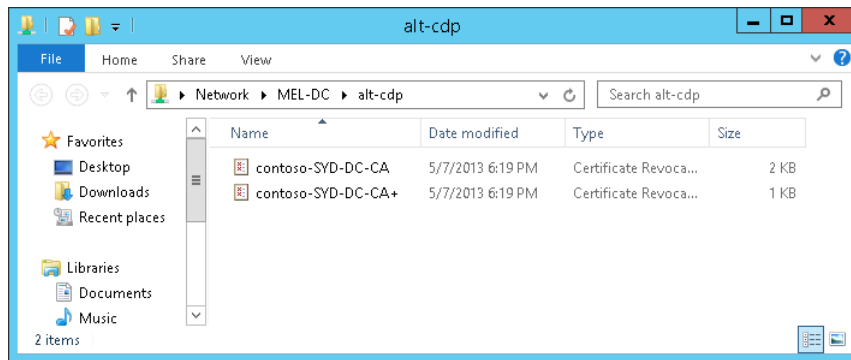 alt-cdp
File Home Share View
Network MEL-DC alt-cdp Search alt-cdp
Favorites
Desktop
Downloads
Recent places
Libraries
Documents
Music
Name Date modified Type Size
contoso-SYD-DC-CA 5/7/2013 6:19 PM Certificate Revoca... 2 KB
contoso-SYD-DC-CA+ 5/7/2013 6:19 PM Certificate Revoca... 1 KB
2 items